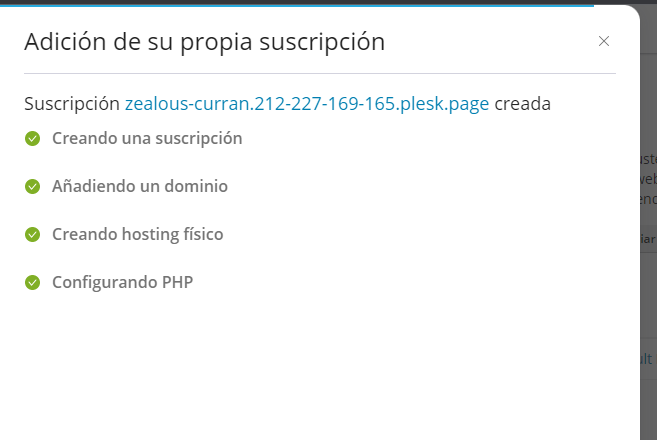 Adición de su propia suscripción
Suscripción zealous-curran.212-227-169-165.plesk.page creada
Creando una suscripción
Añadiendo un dominio
Creando hosting físico
Configurando PHP